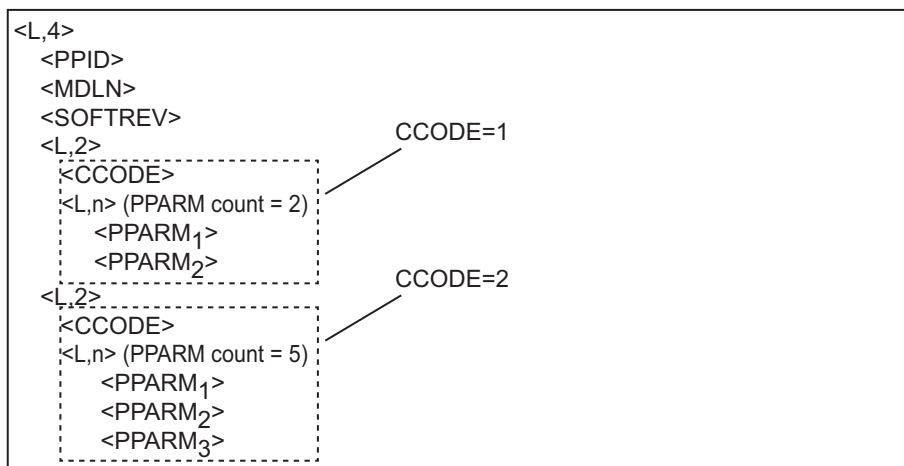 <L,4>
<PPID>
<MDLN>
<SOFTREV>
<L,2>
CCODE=1
<CCODE>
<L,n> (PPARM count = 2)
<PPARM1>
<PPARM2>
<L,2>
CCODE=2
<CCODE>
<L,n> (PPARM count = 5)
<PPARM1>
<PPARM2>
<PPARM3>